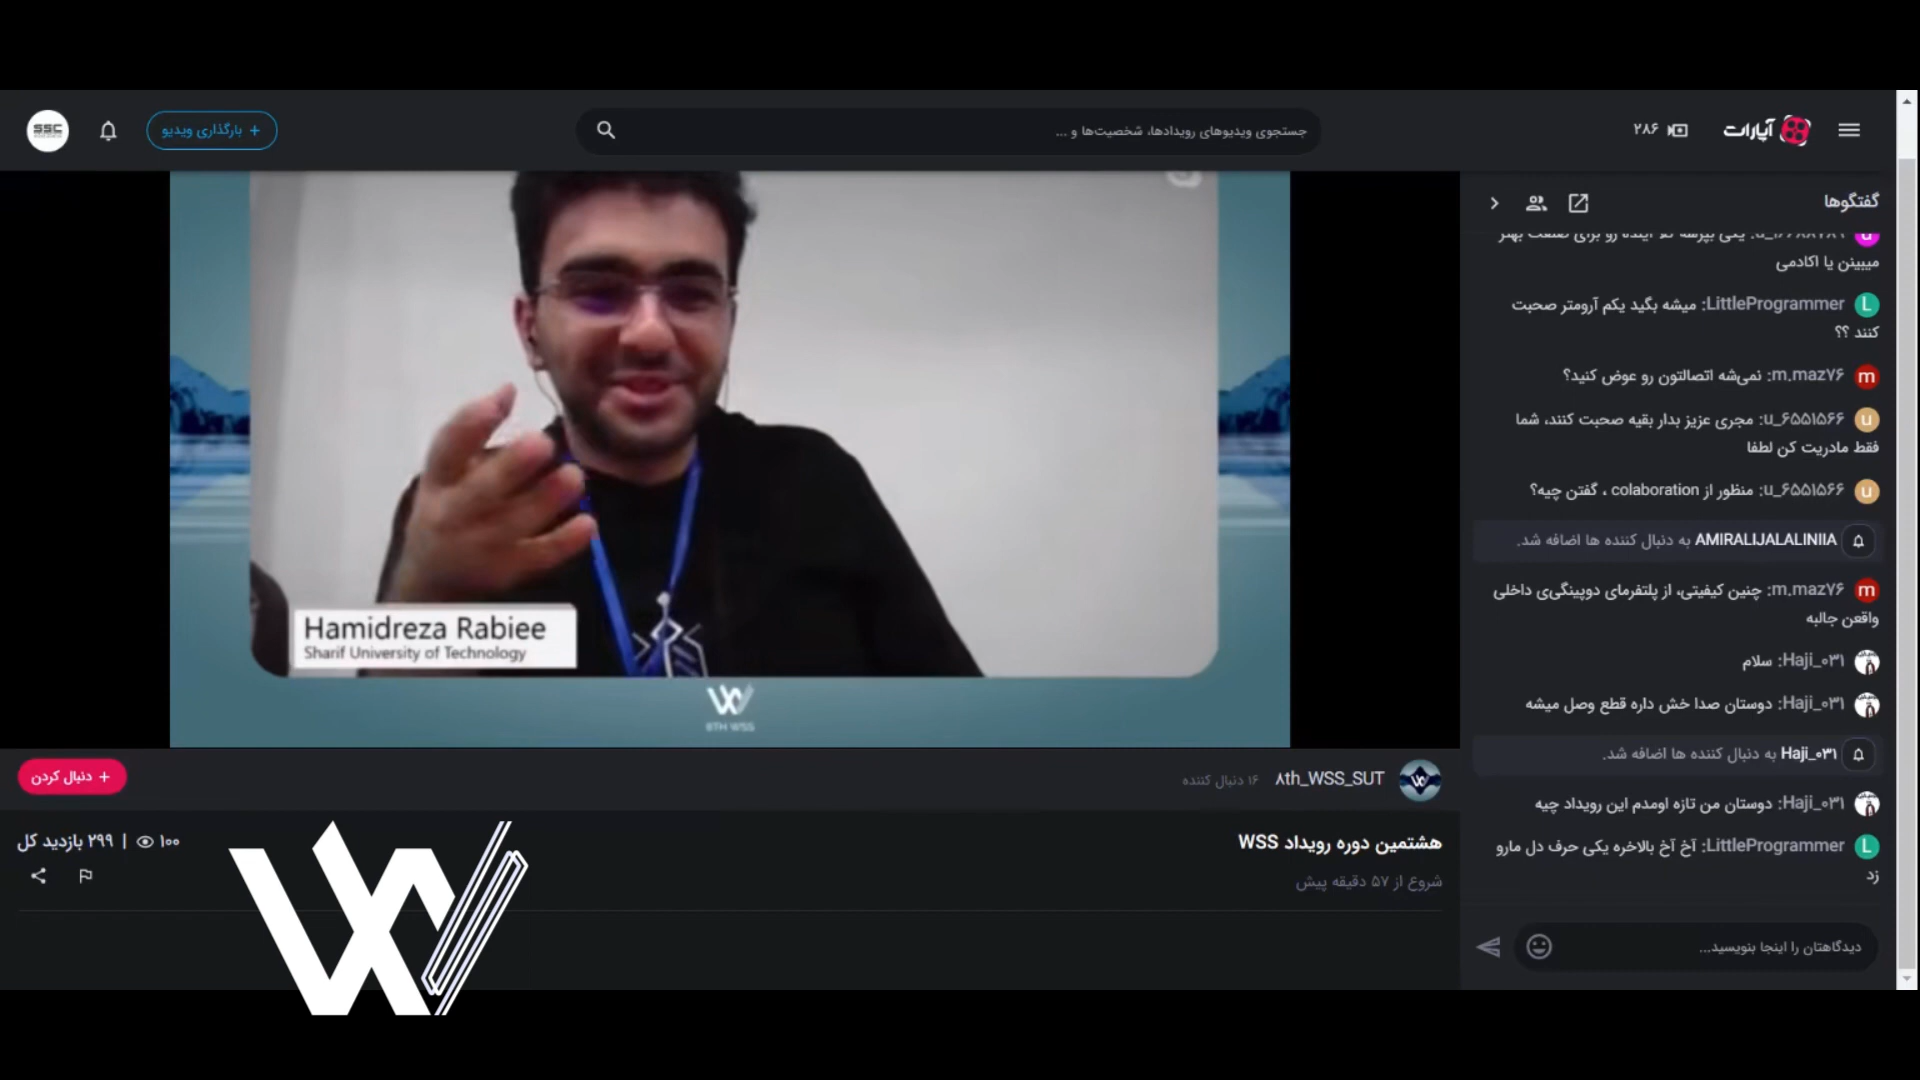 آپارات
۲۸۶
جستجوی ویدیوهای رویدادها، شخصیت‌ها و ...
+ بارگذاری ویدیو
SSC
Hamidreza Rabiee
Sharif University of Technology
8TH WSS
۸th_WSS_SUT
۱۶ دنبال کننده
+ دنبال کردن
هشتمین دوره رویداد WSS
شروع از ۵۷ دقیقه پیش
۱۰۰ | ۲۹۹ بازدید کل
گفتگوها
میبینن یا اکادمی
LittleProgrammer: میشه بگید یکم آرومتر صحبت
کنند ؟؟
m.maz۷۶: نمی‌شه اتصالتون رو عوض کنید؟
u_۶۵۵۱۵۶۶: مجری عزیز بدار بقیه صحبت کنند، شما
فقط مادریت کن لطفا
u_۶۵۵۱۵۶۶: منظور از colaboration ، گفتن چیه؟
AMIRALIJALALINIIA به دنبال کننده ها اضافه شد.
m.maz۷۶: چنین کیفیتی، از پلتفرمای دوپینگی‌ی داخلی
واقعن جالبه
Haji_۰۳۱: سلام
Haji_۰۳۱: دوستان صدا خش داره قطع وصل میشه
Haji_۰۳۱ به دنبال کننده ها اضافه شد.
Haji_۰۳۱: دوستان من تازه اومدم این رویداد چیه
LittleProgrammer: آخ آخ بالاخره یکی حرف دل مارو
زد
دیدگاهتان را اینجا بنویسید...